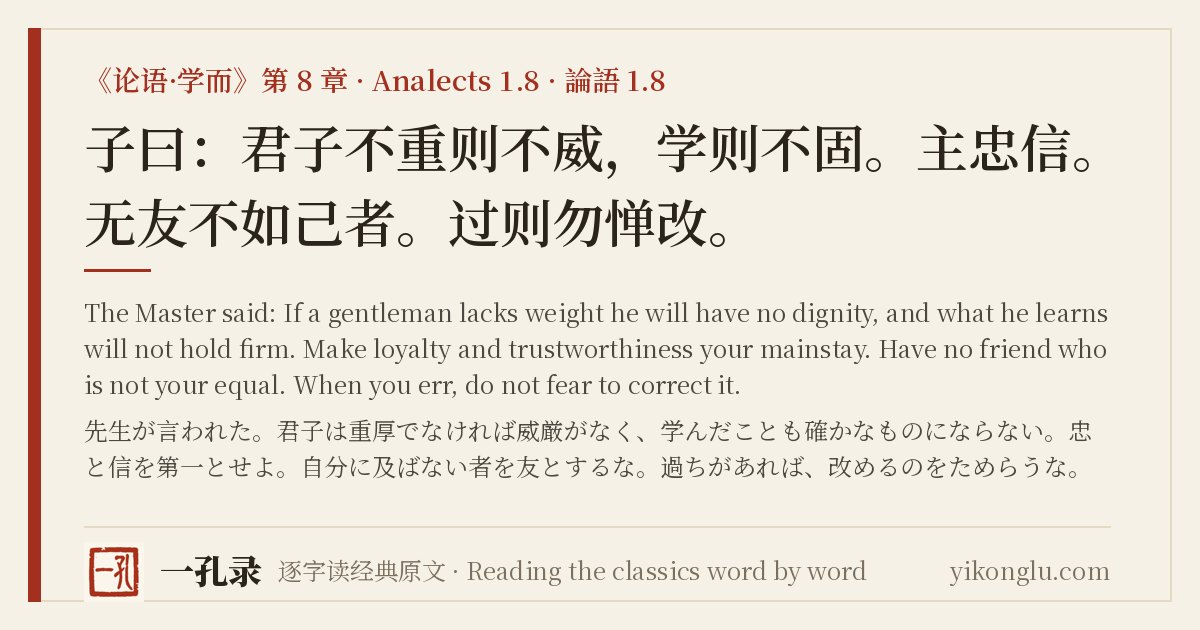 《论语·学而》第 8 章 · Analects 1.8 · 論語 1.8
子曰：君子不重则不威，学则不固。主忠信。
无友不如己者。过则勿惮改。
The Master said: If a gentleman lacks weight he will have no dignity, and what he learns
will not hold firm. Make loyalty and trustworthiness your mainstay. Have no friend who
is not your equal. When you err, do not fear to correct it.
先生が言われた。君子は重厚でなければ威厳がなく、学んだことも確かなものにならない。忠
と信を第一とせよ。自分に及ばない者を友とするな。過ちがあれば、改めるのをためらうな。
一孔
一孔录 逐字读经典原文 · Reading the classics word by word yikonglu.com